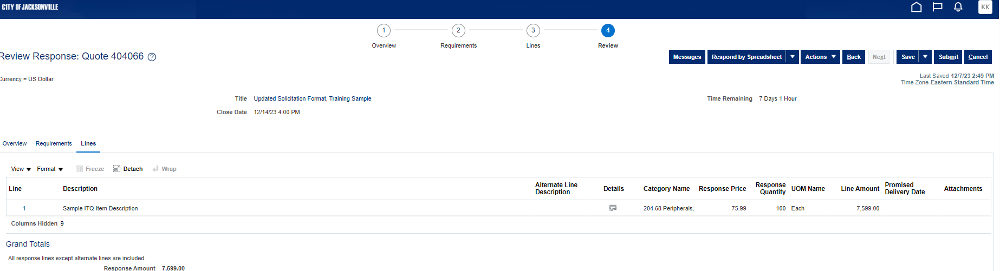 CITY OF JACKSONVILLE
KK
1 2 3 4
Overview Requirements Lines Review
Review Response: Quote 404066 ?
Messages Respond by Spreadsheet Actions Back Next Save Submit Cancel
Currency = US Dollar
Last Saved 12/7/23 2:49 PM
Time Zone Eastern Standard Time
Title Updated Solicitation Format, Training Sample
Time Remaining 7 Days 1 Hour
Close Date 12/14/23 4:00 PM
Overview Requirements Lines
View Format Freeze Detach Wrap
Line Description Alternate Line Description Details Category Name Response Price Response Quantity UOM Name Line Amount Promised Delivery Date Attachments
1 Sample ITQ Item Description 204.68 Peripherals, 75.99 100 Each 7,599.00
Columns Hidden 9
Grand Totals
All response lines except alternate lines are included.
Response Amount 7,599.00